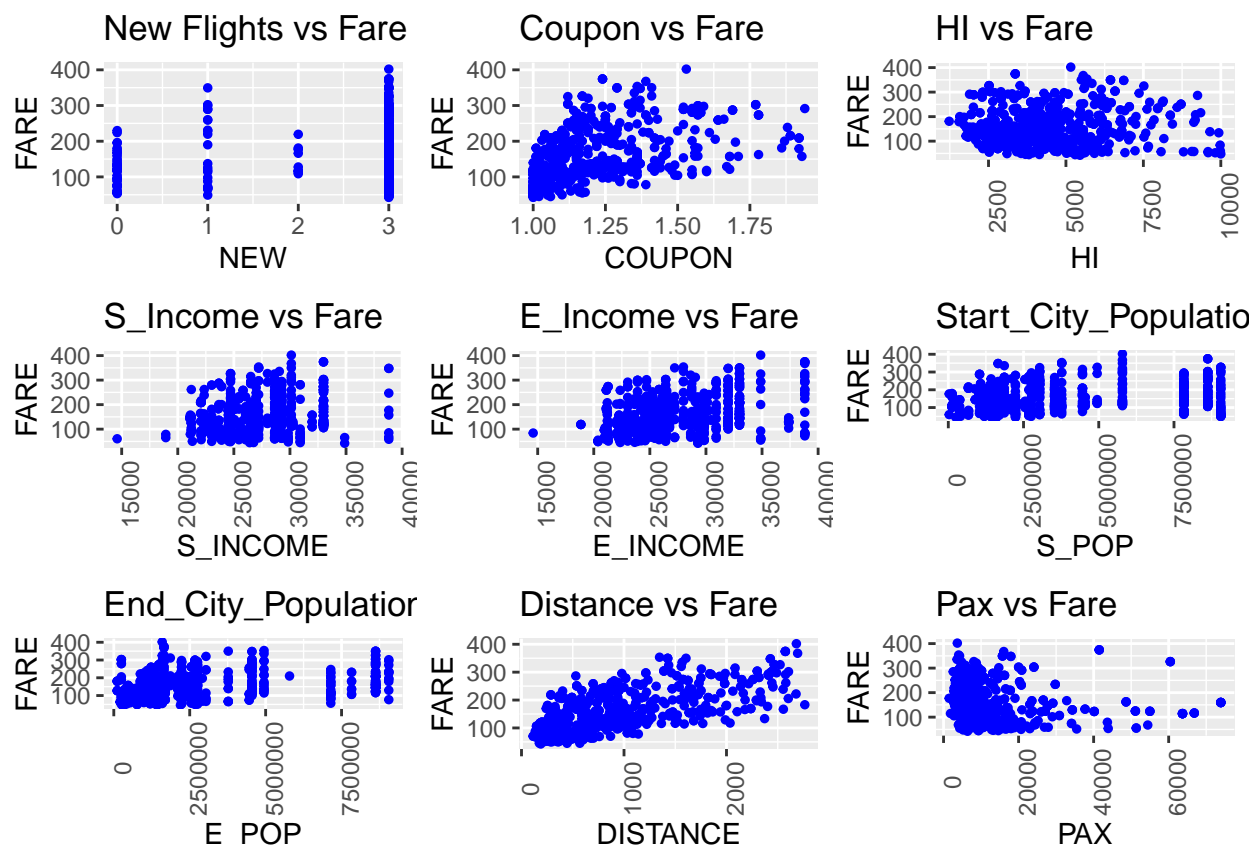 New Flights vs Fare
FARE
400
300
200
100
0
1
2
3
NEW
Coupon vs Fare
FARE
400
300
200
100
1.00
1.25
1.50
1.75
COUPON
HI vs Fare
FARE
400
300
200
100
2500
5000
7500
10000
HI
S_Income vs Fare
FARE
400
300
200
100
15000
20000
25000
30000
35000
40000
S_INCOME
E_Income vs Fare
FARE
400
300
200
100
15000
20000
25000
30000
35000
40000
E_INCOME
Start_City_Populatio
FARE
400
300
200
100
0
2500000
5000000
7500000
S_POP
End_City_Population
FARE
400
300
200
100
0
2500000
5000000
7500000
E_POP
Distance vs Fare
FARE
400
300
200
100
0
1000
2000
DISTANCE
Pax vs Fare
FARE
400
300
200
100
0
20000
40000
60000
PAX